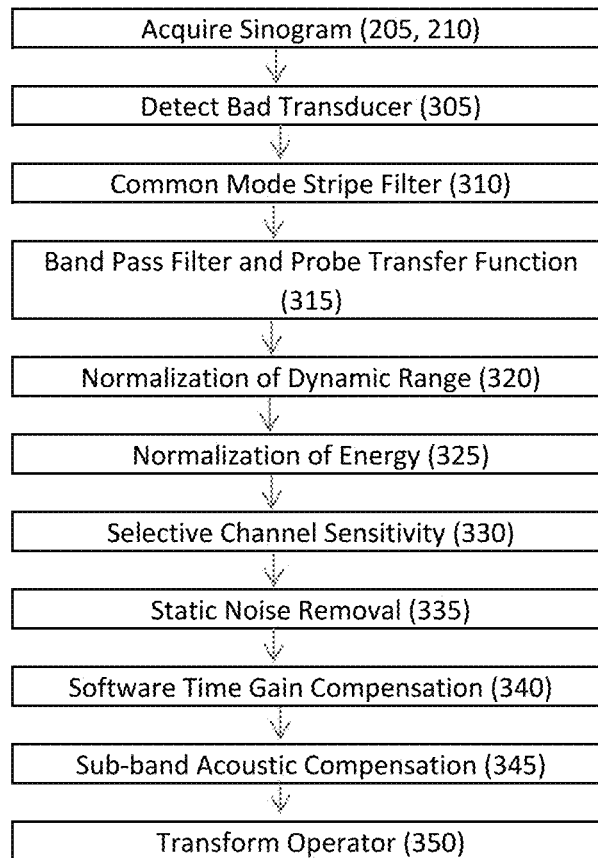 Acquire Sinogram (205, 210)
Detect Bad Transducer (305)
Common Mode Stripe Filter (310)
Band Pass Filter and Probe Transfer Function
(315)
Normalization of Dynamic Range (320)
Normalization of Energy (325)
Selective Channel Sensitivity (330)
Static Noise Removal (335)
Software Time Gain Compensation (340)
Sub-band Acoustic Compensation (345)
Transform Operator (350)